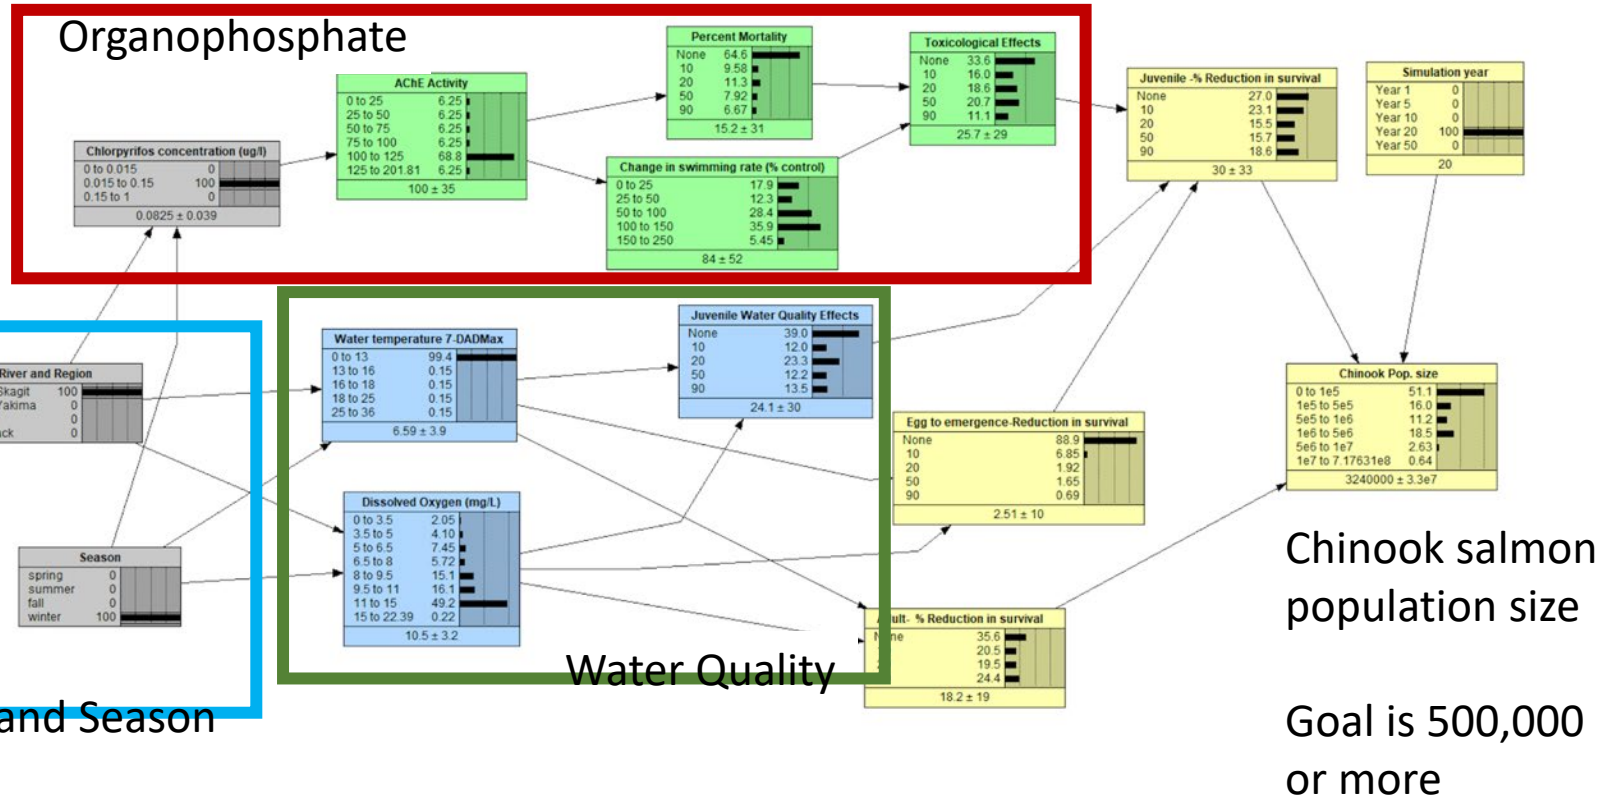 Organophosphate
Chlorpyrifos concentration (ug/l)
0 to 0.015 0
0.015 to 0.15 100
0.15 to 1 0
0.0825 ± 0.039
AChE Activity
0 to 25 6.25
25 to 50 6.25
50 to 75 6.25
75 to 100 6.25
100 to 125 68.8
125 to 201.81 6.25
100 ± 35
Percent Mortality
None 64.6
10 9.58
20 11.3
50 7.92
90 6.67
15.2 ± 31
Change in swimming rate (% control)
0 to 25 17.9
25 to 50 12.3
50 to 100 28.4
100 to 150 35.9
150 to 250 5.45
84 ± 52
Toxicological Effects
None 33.6
10 16.0
20 18.6
50 20.7
90 11.1
25.7 ± 29
Juvenile -% Reduction in survival
None 27.0
10 23.1
20 15.5
50 15.7
90 18.6
30 ± 33
Simulation year
Year 1 0
Year 5 0
Year 10 0
Year 20 100
Year 50 0
20
River and Region
Skagit 100
Yakima 0
0
ck 0
Season
spring 0
summer 0
fall 0
winter 100
and Season
Water temperature 7-DADMax
0 to 13 99.4
13 to 16 0.15
16 to 18 0.15
18 to 25 0.15
25 to 36 0.15
6.59 ± 3.9
Dissolved Oxygen (mg/L)
0 to 3.5 2.05
3.5 to 5 4.10
5 to 6.5 7.45
6.5 to 8 5.72
8 to 9.5 15.1
9.5 to 11 16.1
11 to 15 49.2
15 to 22.39 0.22
10.5 ± 3.2
Juvenile Water Quality Effects
None 39.0
10 12.0
20 23.3
50 12.2
90 13.5
24.1 ± 30
Water Quality
Egg to emergence-Reduction in survival
None 88.9
10 6.85
20 1.92
50 1.65
90 0.69
2.51 ± 10
% Reduction in survival
35.6
20.5
19.5
24.4
18.2 ± 19
Chinook Pop. size
0 to 1e5 51.1
1e5 to 5e5 16.0
5e5 to 1e6 11.2
1e6 to 5e6 18.5
5e6 to 1e7 2.63
1e7 to 7.17631e8 0.64
3240000 ± 3.3e7
Chinook salmon
population size
Goal is 500,000
or more